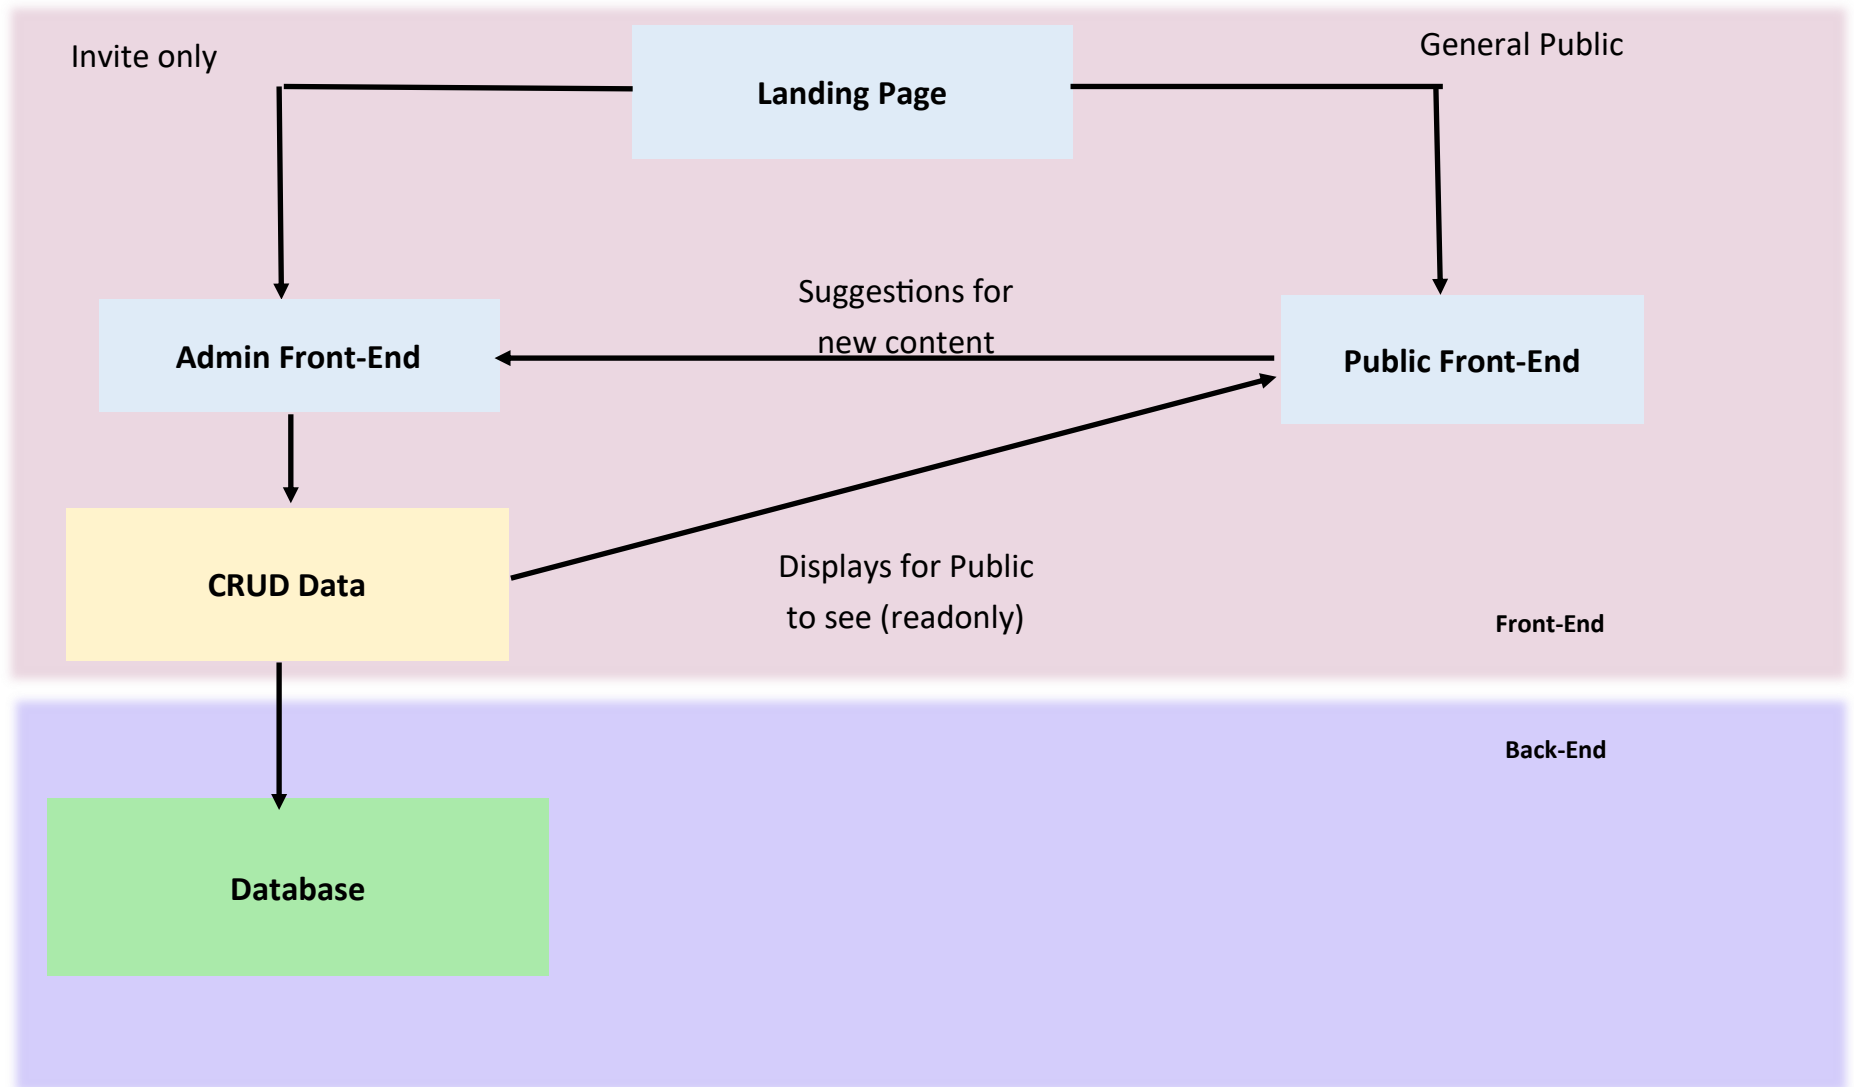 Invite only
General Public
Landing Page
Suggestions for
new content
Admin Front-End
Public Front-End
CRUD Data
Displays for Public
to see (readonly)
Front-End
Back-End
Database